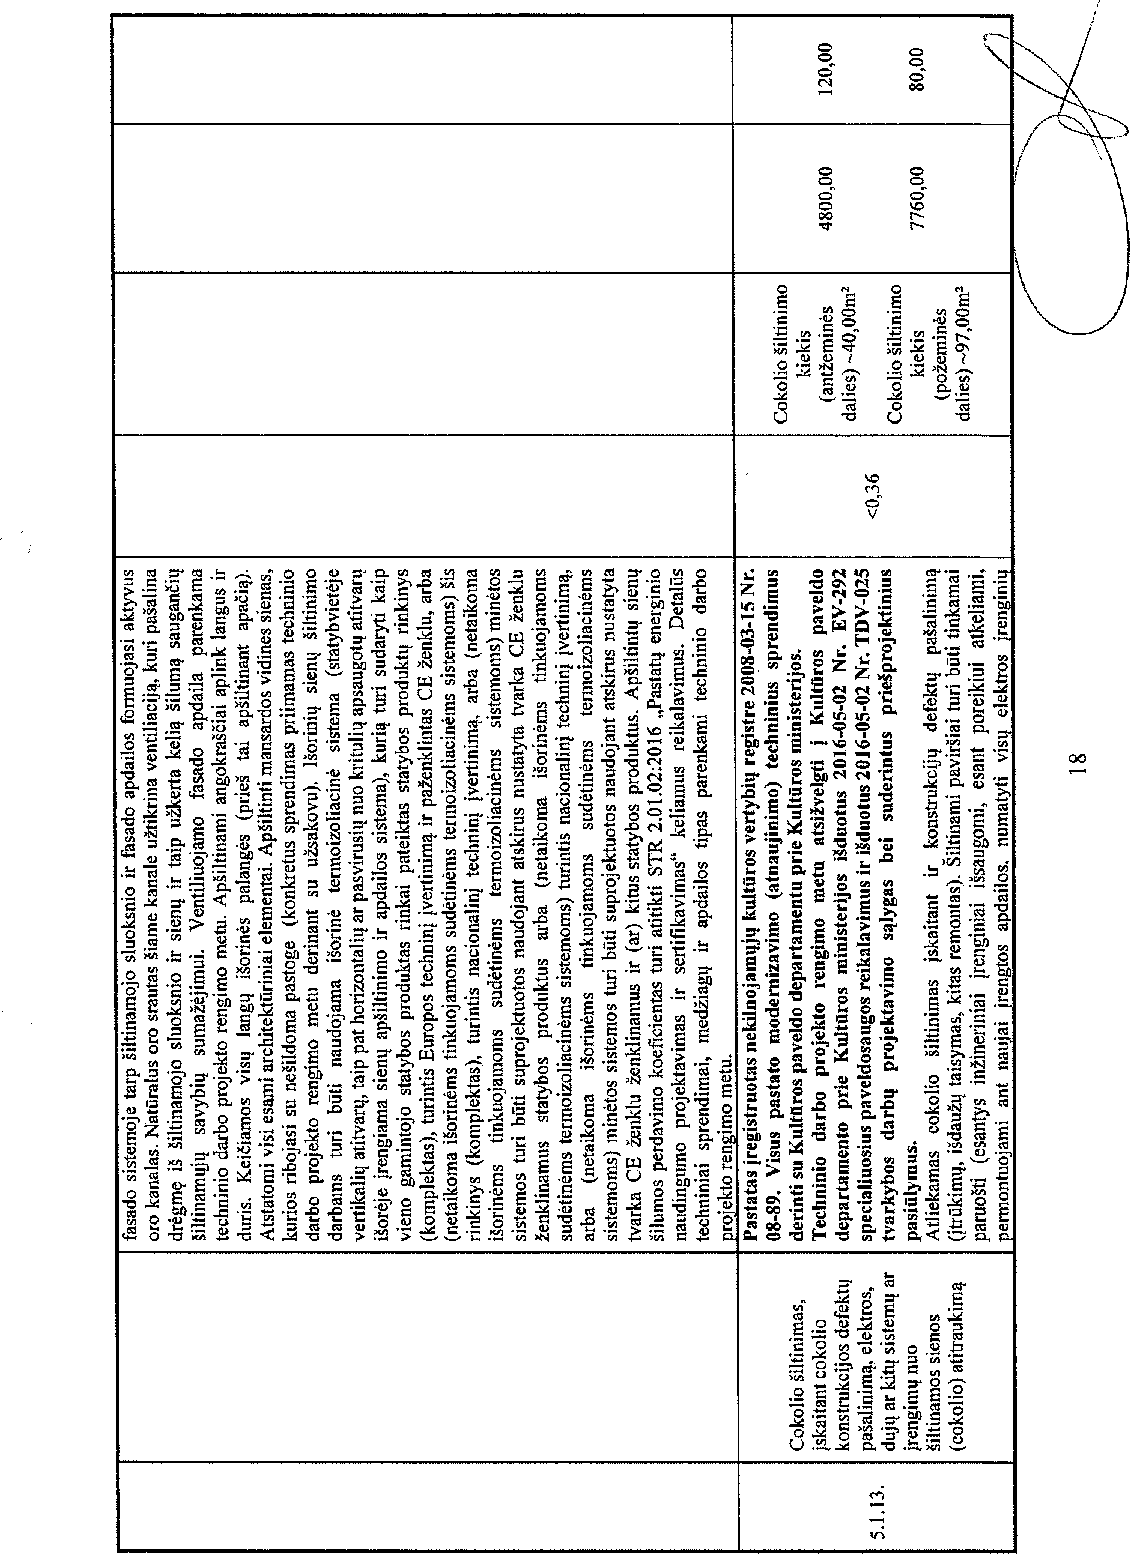 fasado sistemoje tarp šiltinamojo sluoksnio ir fasado apdailos formuojasi aktyvus
oro kanalas. Natūralus oro srautas šiame kanale užtikrina ventiliaciją, kuri pašalina
drėgmę iš šiltinamojo sluoksnio ir sienų ir taip užkerta kelią šilumą saugančių
šiltinamųjų savybių sumažėjimui. Ventiliuojamo fasado apdaila parenkama
techninio darbo projekto rengimo metu. Apšiltinami angokraščiai aplink langus ir
duris. Keičiamos visų langų išorinės palangės (prieš tai apšiltinant apačią).
Atstatomi visi esami architektūriniai elementai. Apšiltinti mansardos vidines sienas,
kurios ribojasi su nešildoma pastoge (konkretus sprendimas priimamas techninio
darbo projekto rengimo metu derinant su užsakovu). Išorinių sienų šiltinimo
darbams turi būti naudojama išorinė termoizoliacinė sistema (statybvietėje
vertikalių atitvarų, taip pat horizontalių ar pasvirusių nuo kritulių apsaugotų atitvarų
išorėje įrengiama sienų apšiltinimo ir apdailos sistema), kurią turi sudaryti kaip
vieno gamintojo statybos produktas rinkai pateiktas statybos produktų rinkinys
(komplektas), turintis Europos techninį įvertinimą ir paženklintas CE ženklu, arba
(netaikoma išorinėms tinkuojamoms sudėtinėms termoizoliacinėms sistemoms) šis
rinkinys (komplektas), turintis nacionalinį techninį įvertinimą, arba (netaikoma
išorinėms tinkuojamoms sudėtinėms termoizoliacinėms sistemoms) minėtos
sistemos turi būti suprojektuotos naudojant atskirus nustatyta tvarka CE ženklu
ženklinamus statybos produktus arba (netaikoma išorinėms tinkuojamoms
sudėtinėms termoizoliacinėms sistemoms) turintis nacionalinį techninį įvertinimą,
arba (netaikoma išorinėms tinkuojamoms sudėtinėms termoizoliacinėms
sistemoms) minėtos sistemos turi būti suprojektuotos naudojant atskirus nustatyta
tvarka CE ženklu ženklinamus ir (ar) kitus statybos produktus. Apšiltintų sienų
šilumos perdavimo koeficientas turi atitikti STR 2.01.02:2016 „Pastatų energinio
naudingumo projektavimas ir sertifikavimas“ keliamus reikalavimus. Detalūs
techniniai sprendimai, medžiagų ir apdailos tipas parenkami techninio darbo
projekto rengimo metu.
5.1.13.
Cokolio šiltinimas,
įskaitant cokolio
konstrukcijos defektų
pašalinimą, elektros,
dujų ar kitų sistemų ar
įrengimų nuo
šiltinamos sienos
(cokolio) atitraukimą
Pastatas įregistruotas nekilnojamųjų kultūros vertybių registre 2008-03-15 Nr.
08-89. Visus pastato modernizavimo (atnaujinimo) techninius sprendimus
derinti su Kultūros paveldo departamentu prie Kultūros ministerijos.
Techninio darbo projekto rengimo metu atsižvelgti į Kultūros paveldo
departamento prie Kultūros ministerijos išduotus 2016-05-02 Nr. EV-292
specialiuosius paveldosaugos reikalavimus ir išduotus 2016-05-02 Nr. TDV-025
tvarkybos darbų projektavimo sąlygas bei suderintus priešprojektinius
pasiūlymus.
Atliekamas cokolio šiltinimas įskaitant ir konstrukcijų defektų pašalinimą
(įtrūkimų, išdaužų taisymas, kitas remontas). Šiltinami paviršiai turi būti tinkamai
paruošti (esantys inžineriniai įrenginiai išsaugomi, esant poreikiui atkeliami,
permontuojami ant naujai įrengtos apdailos, numatyti visų elektros įrenginių
<0,36
Cokolio šiltinimo
kiekis
(antžeminės
dalies) ~40,00m²
Cokolio šiltinimo
kiekis
(požeminės
dalies) ~97,00m²
4800,00
7760,00
120,00
80,00
18